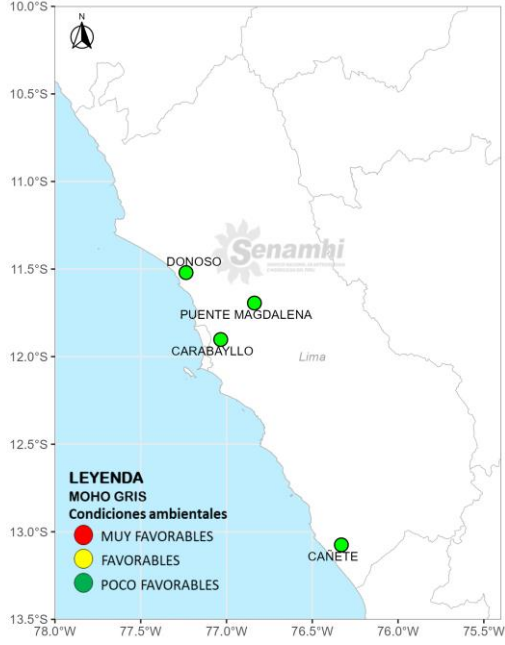 10.0°S
N
10.5°S
11.0°S
Senamhi
DONOSO
11.5°S
PUENTE MAGDALENA
CARABAYLLO
12.0°S
Lima
12.5°S
LEYENDA
MOHO GRIS
Condiciones ambientales
13.0°S
MUY FAVORABLES
FAVORABLES
CAÑETE
POCO FAVORABLES
13.5°S
78.0°W 77.5°W 77.0°W 76.5°W 76.0°W 75.5°W